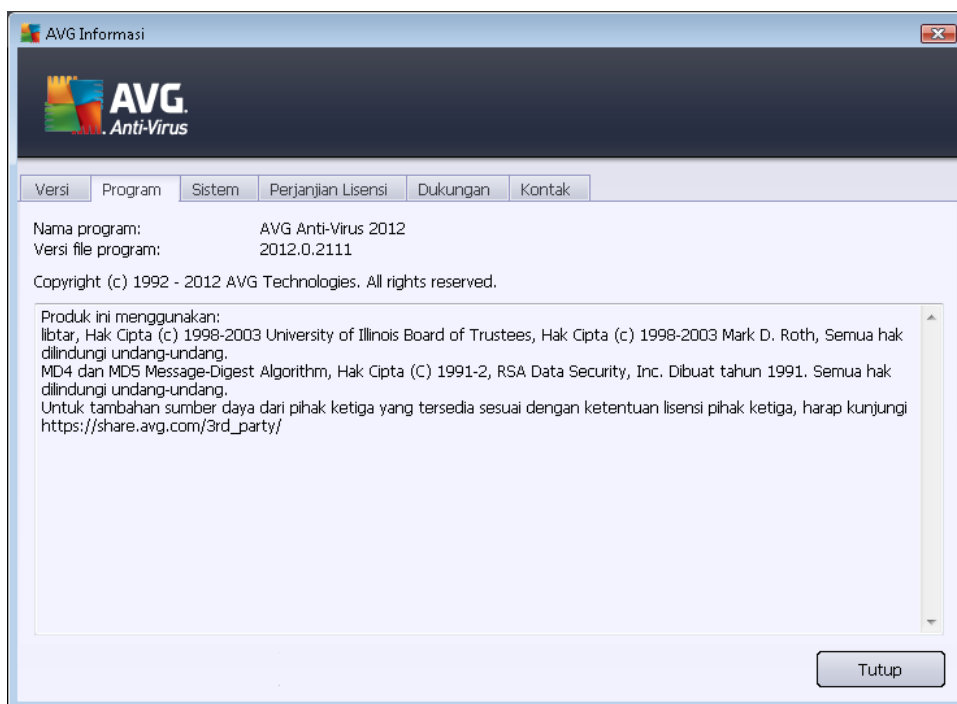 AVG Informasi
AVG.
Anti-Virus
Versi Program Sistem Perjanjian Lisensi Dukungan Kontak
Nama program: AVG Anti-Virus 2012
Versi file program: 2012.0.2111
Copyright (c) 1992 - 2012 AVG Technologies. All rights reserved.
Produk ini menggunakan:
libtar, Hak Cipta (c) 1998-2003 University of Illinois Board of Trustees, Hak Cipta (c) 1998-2003 Mark D. Roth, Semua hak
dilindungi undang-undang.
MD4 dan MD5 Message-Digest Algorithm, Hak Cipta (C) 1991-2, RSA Data Security, Inc. Dibuat tahun 1991. Semua hak
dilindungi undang-undang.
Untuk tambahan sumber daya dari pihak ketiga yang tersedia sesuai dengan ketentuan lisensi pihak ketiga, harap kunjungi
https://share.avg.com/3rd_party/
Tutup